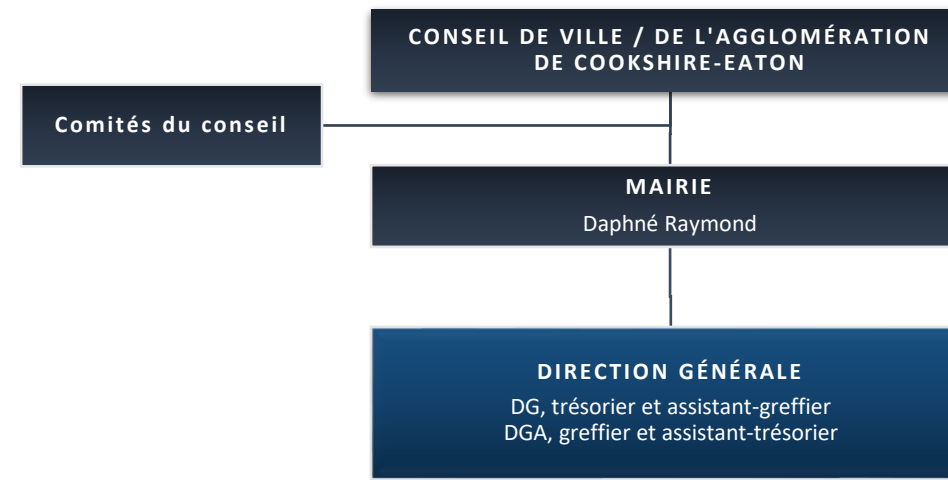 CONSEIL DE VILLE / DE L'AGGLOMÉRATION
DE COOKSHIRE-EATON
Comités du conseil
MAIRIE
Daphné Raymond
DIRECTION GÉNÉRALE
DG, trésorier et assistant-greffier
DGA, greffier et assistant-trésorier